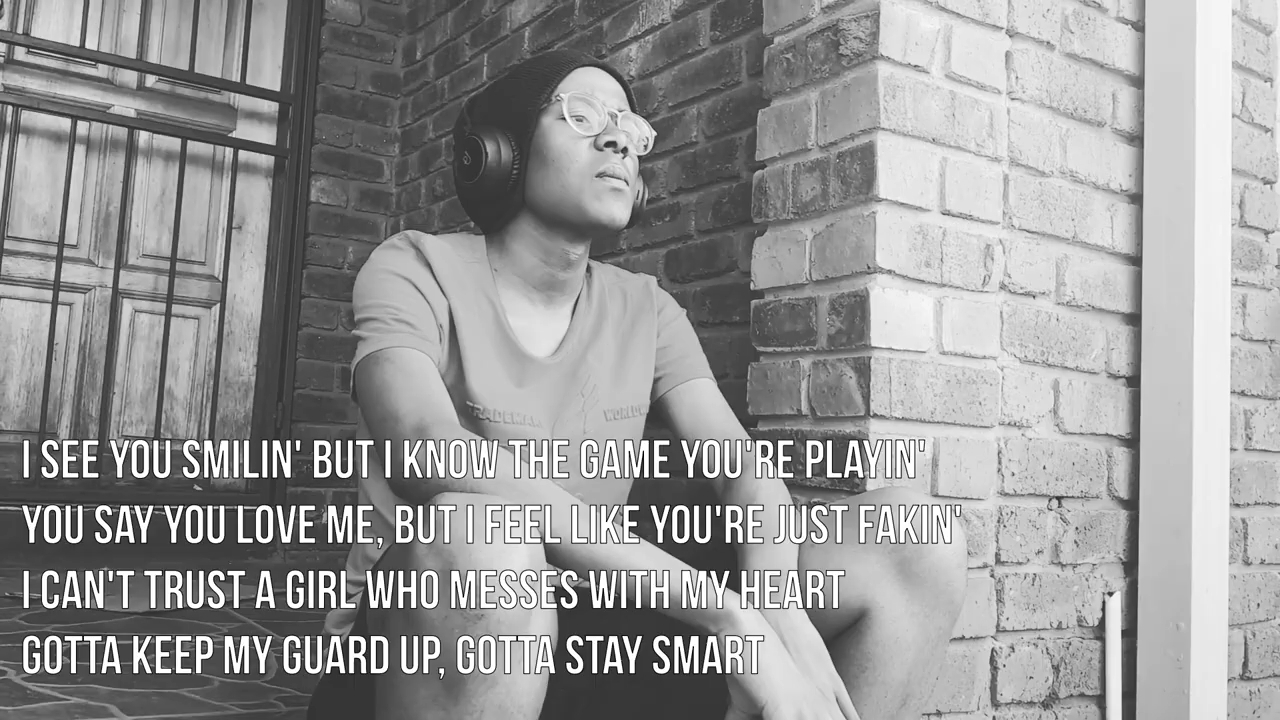 TRADEMARK WORLDWI
I SEE YOU SMILIN' BUT I KNOW THE GAME YOU'RE PLAYIN'
YOU SAY YOU LOVE ME, BUT I FEEL LIKE YOU'RE JUST FAKIN'
I CAN'T TRUST A GIRL WHO MESSES WITH MY HEART
GOTTA KEEP MY GUARD UP, GOTTA STAY SMART